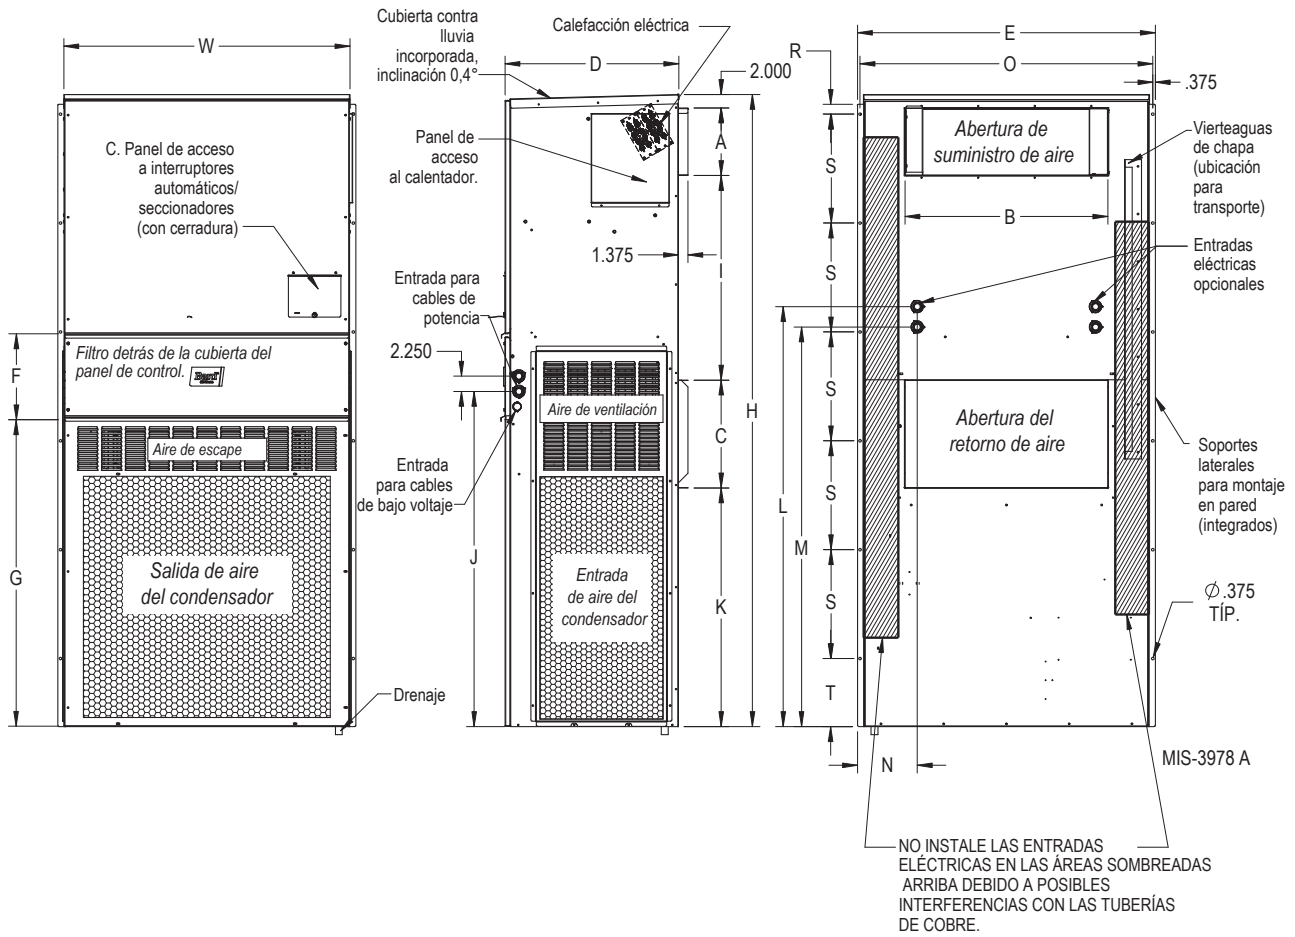 W
C. Panel de acceso
a interruptores
automáticos/
seccionadores
(con cerradura)
F
Filtro detrás de la cubierta del
panel de control.
Bard
Aire de escape
G
Salida de aire
del condensador
Drenaje
Cubierta contra
lluvia
incorporada,
inclinación 0,4°
Calefacción eléctrica
D
2.000
Panel de
acceso
al calentador.
A
1.375
I
Entrada para
cables de
potencia
2.250
Aire de ventilación
H
C
Entrada
para cables
de bajo voltaje
J
Entrada
de aire del
condensador
K
E
R
O
.375
Abertura de
suministro de aire
Vierteaguas
de chapa
(ubicación
para
transporte)
S
B
S
Entradas
eléctricas
opcionales
S
Abertura del
retorno de aire
L
S
Soportes
laterales
para montaje
en pared
(integrados)
M
S
Ø .375
TÍP.
T
N
MIS-3978 A
NO INSTALE LAS ENTRADAS
ELÉCTRICAS EN LAS ÁREAS SOMBREADAS
ARRIBA DEBIDO A POSIBLES
INTERFERENCIAS CON LAS TUBERÍAS
DE COBRE.